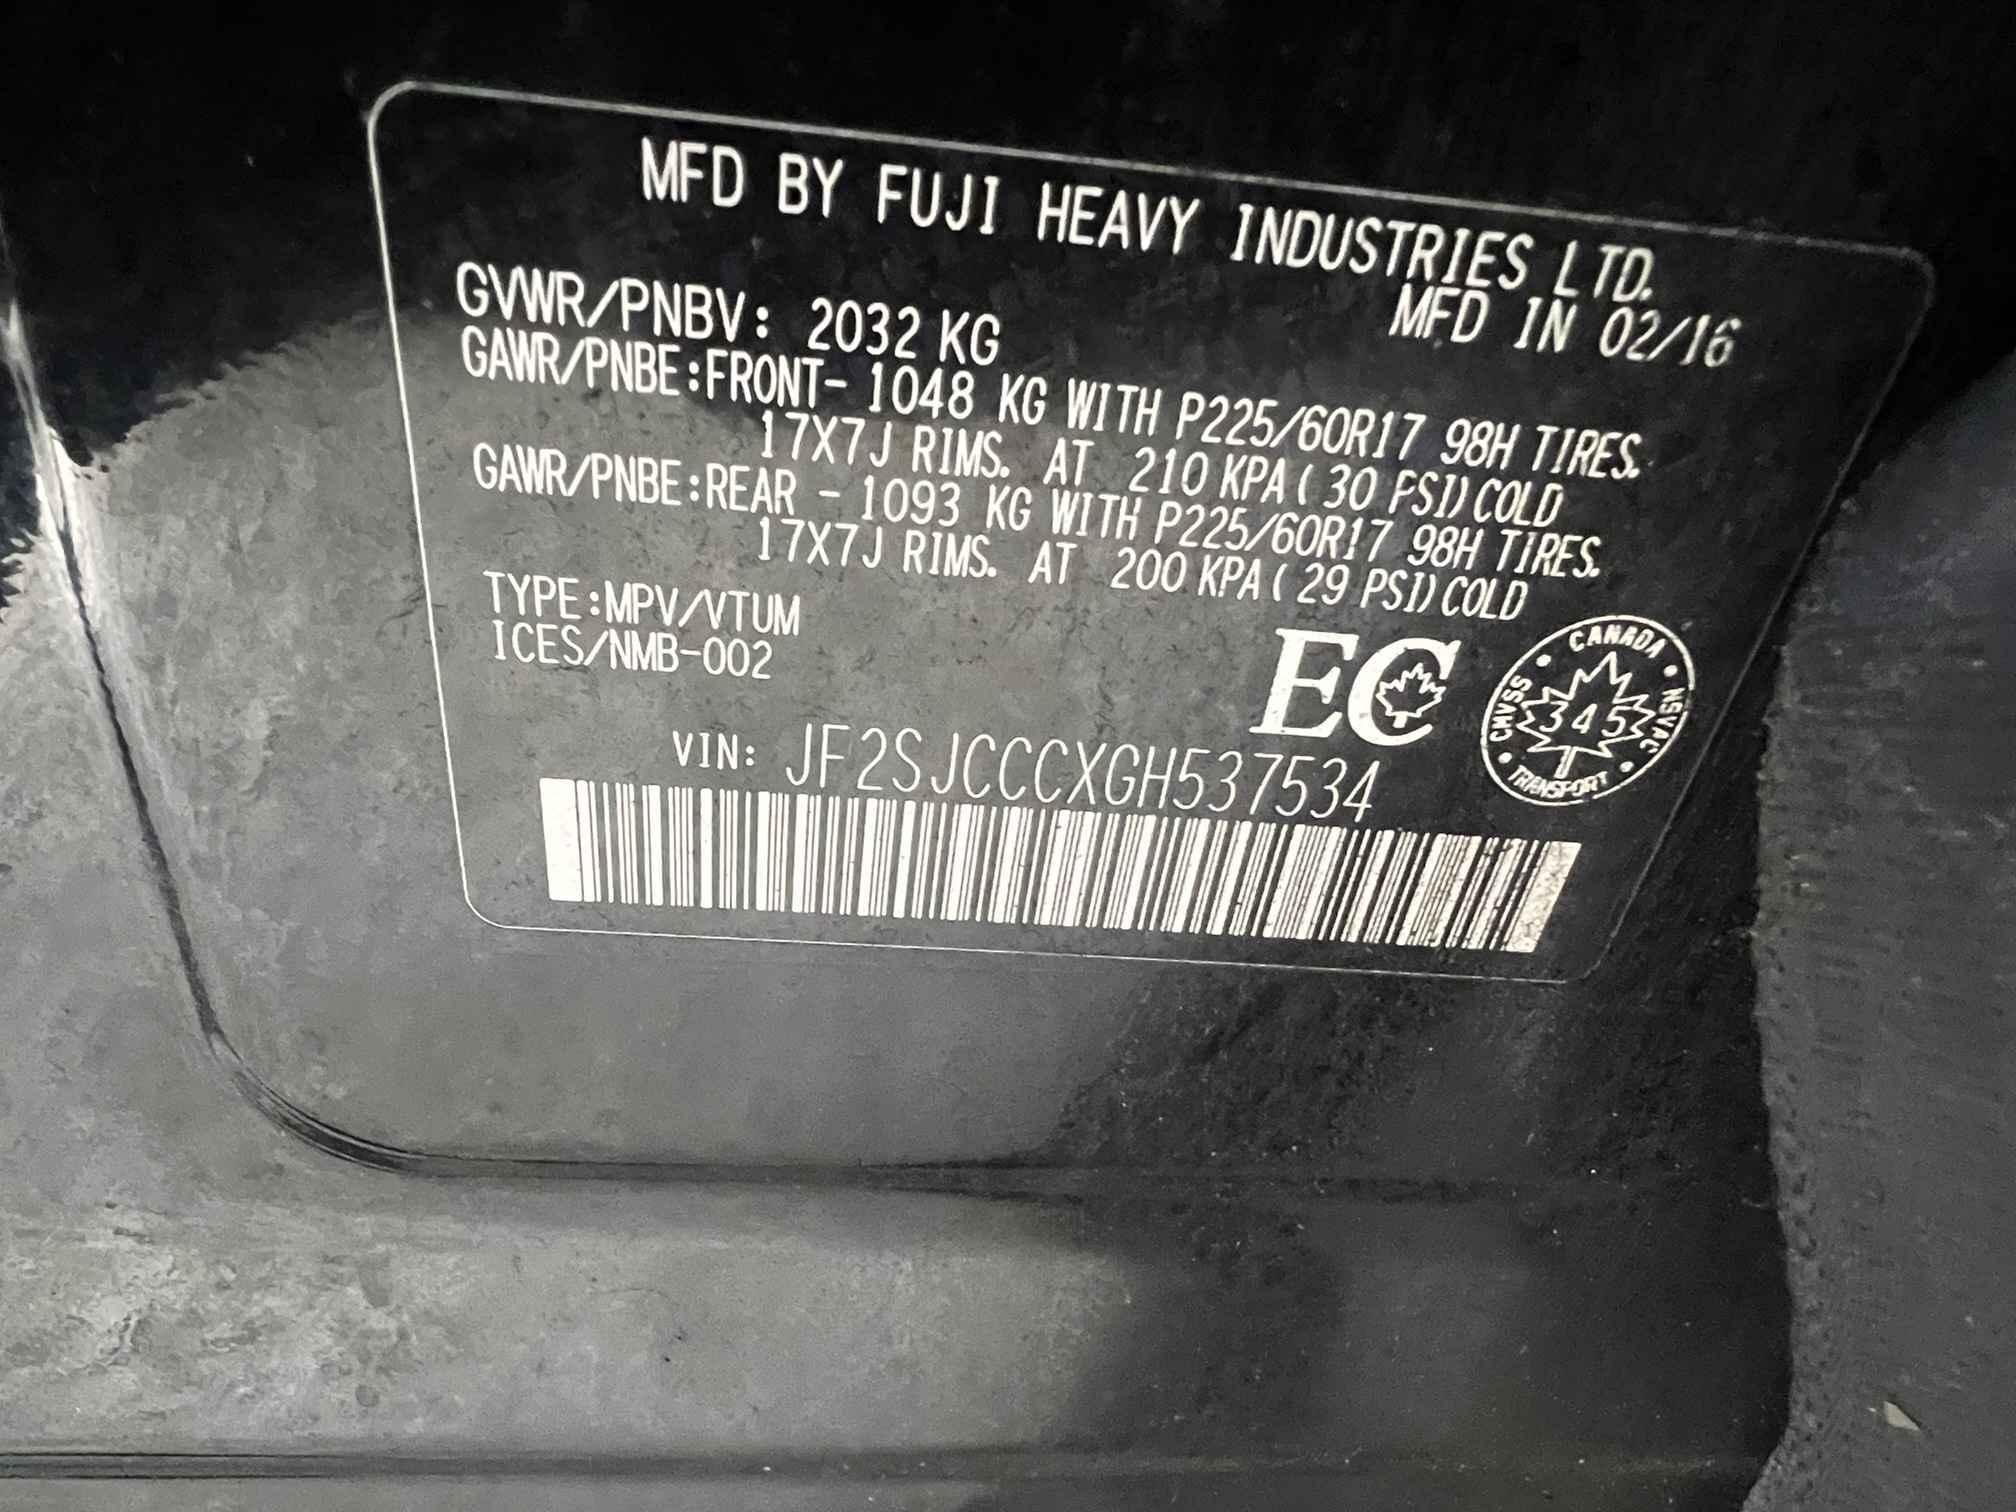 MFD BY FUJI HEAVY INDUSTRIES LTD.
MFD IN 02/16
GVWR/PNBV: 2032 KG
GAWR/PNBE:FRONT- 1048 KG WITH P225/60R17 98H TIRES.
17X7J RIMS. AT 210 KPA ( 30 PSI) COLD
GAWR/PNBE:REAR - 1093 KG WITH P225/60R17 98H TIRES.
17X7J RIMS. AT 200 KPA ( 29 PSI) COLD
TYPE:MPV/VTUM
ICES/NMB-002
EC
CANADA
CMVSS 345 NSVAC
TRANSPORT
VIN: JF2SJCCCXGH537534